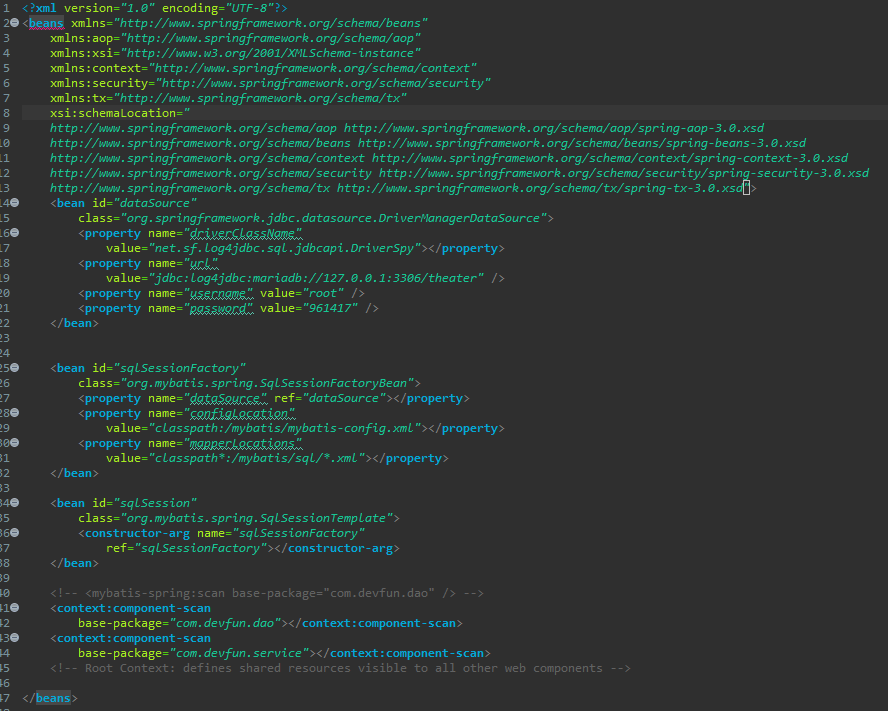 1 <?xml version="1.0" encoding="UTF-8"?>
2 <beans xmlns="http://www.springframework.org/schema/beans"
3 xmlns:aop="http://www.springframework.org/schema/aop"
4 xmlns:xsi="http://www.w3.org/2001/XMLSchema-instance"
5 xmlns:context="http://www.springframework.org/schema/context"
6 xmlns:security="http://www.springframework.org/schema/security"
7 xmlns:tx="http://www.springframework.org/schema/tx"
8 xsi:schemaLocation="
9 http://www.springframework.org/schema/aop http://www.springframework.org/schema/aop/spring-aop-3.0.xsd
10 http://www.springframework.org/schema/beans http://www.springframework.org/schema/beans/spring-beans-3.0.xsd
11 http://www.springframework.org/schema/context http://www.springframework.org/schema/context/spring-context-3.0.xsd
12 http://www.springframework.org/schema/security http://www.springframework.org/schema/security/spring-security-3.0.xsd
13 http://www.springframework.org/schema/tx http://www.springframework.org/schema/tx/spring-tx-3.0.xsd">
14 <bean id="dataSource"
15 class="org.springframework.jdbc.datasource.DriverManagerDataSource">
16 <property name="driverClassName"
17 value="net.sf.log4jdbc.sql.jdbcapi.DriverSpy"></property>
18 <property name="url"
19 value="jdbc:log4jdbc:mariadb://127.0.0.1:3306/theater" />
20 <property name="username" value="root" />
21 <property name="password" value="961417" />
22 </bean>
23
24
25 <bean id="sqlSessionFactory"
26 class="org.mybatis.spring.SqlSessionFactoryBean">
27 <property name="dataSource" ref="dataSource"></property>
28 <property name="configLocation"
29 value="classpath:/mybatis/mybatis-config.xml"></property>
30 <property name="mapperLocations"
31 value="classpath*:/mybatis/sql/*.xml"></property>
32 </bean>
33
34 <bean id="sqlSession"
35 class="org.mybatis.spring.SqlSessionTemplate">
36 <constructor-arg name="sqlSessionFactory"
37 ref="sqlSessionFactory"></constructor-arg>
38 </bean>
39
40 <!-- <mybatis-spring:scan base-package="com.devfun.dao" /> -->
41 <context:component-scan
42 base-package="com.devfun.dao"></context:component-scan>
43 <context:component-scan
44 base-package="com.devfun.service"></context:component-scan>
45 <!-- Root Context: defines shared resources visible to all other web components -->
46
47 </beans>